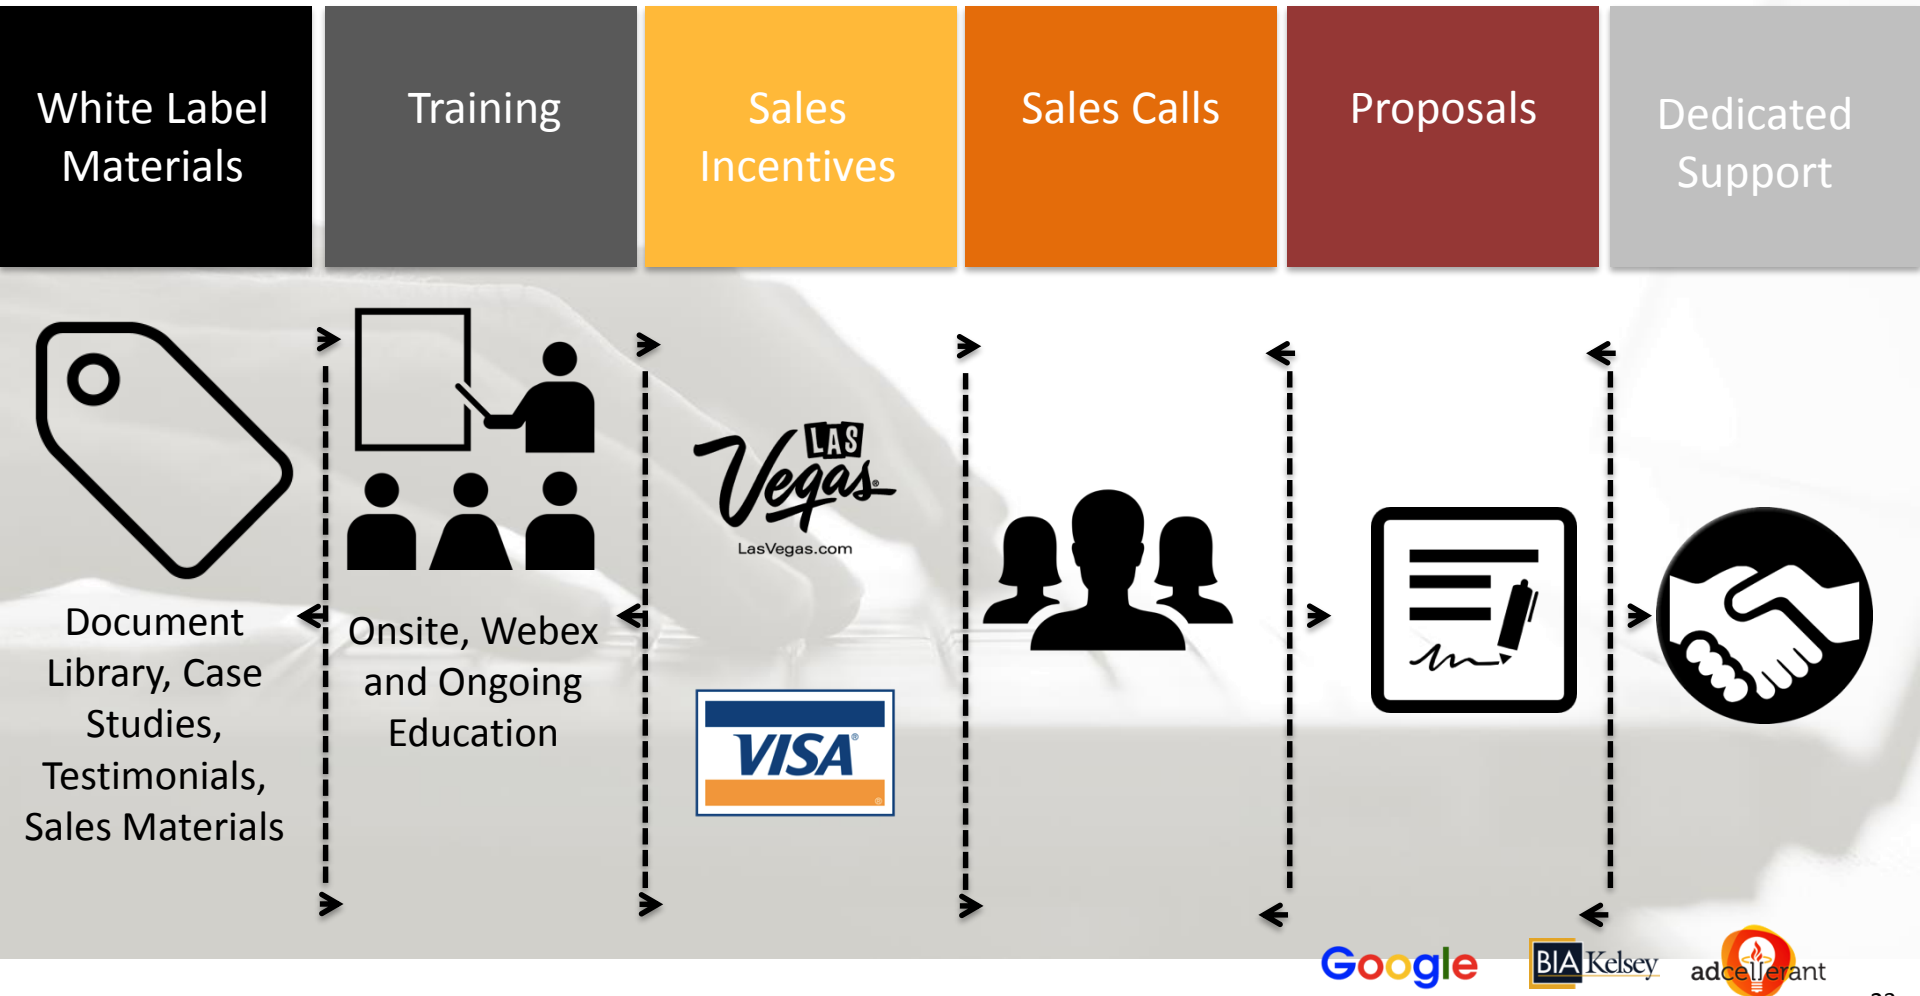 White Label
Materials
Training
Sales
Incentives
Sales Calls
Proposals
Dedicated
Support
Document
Library, Case
Studies,
Testimonials,
Sales Materials
Onsite, Webex
and Ongoing
Education
LAS
Vegas®
LasVegas.com
VISA®
Google
BIA Kelsey
adcellerant